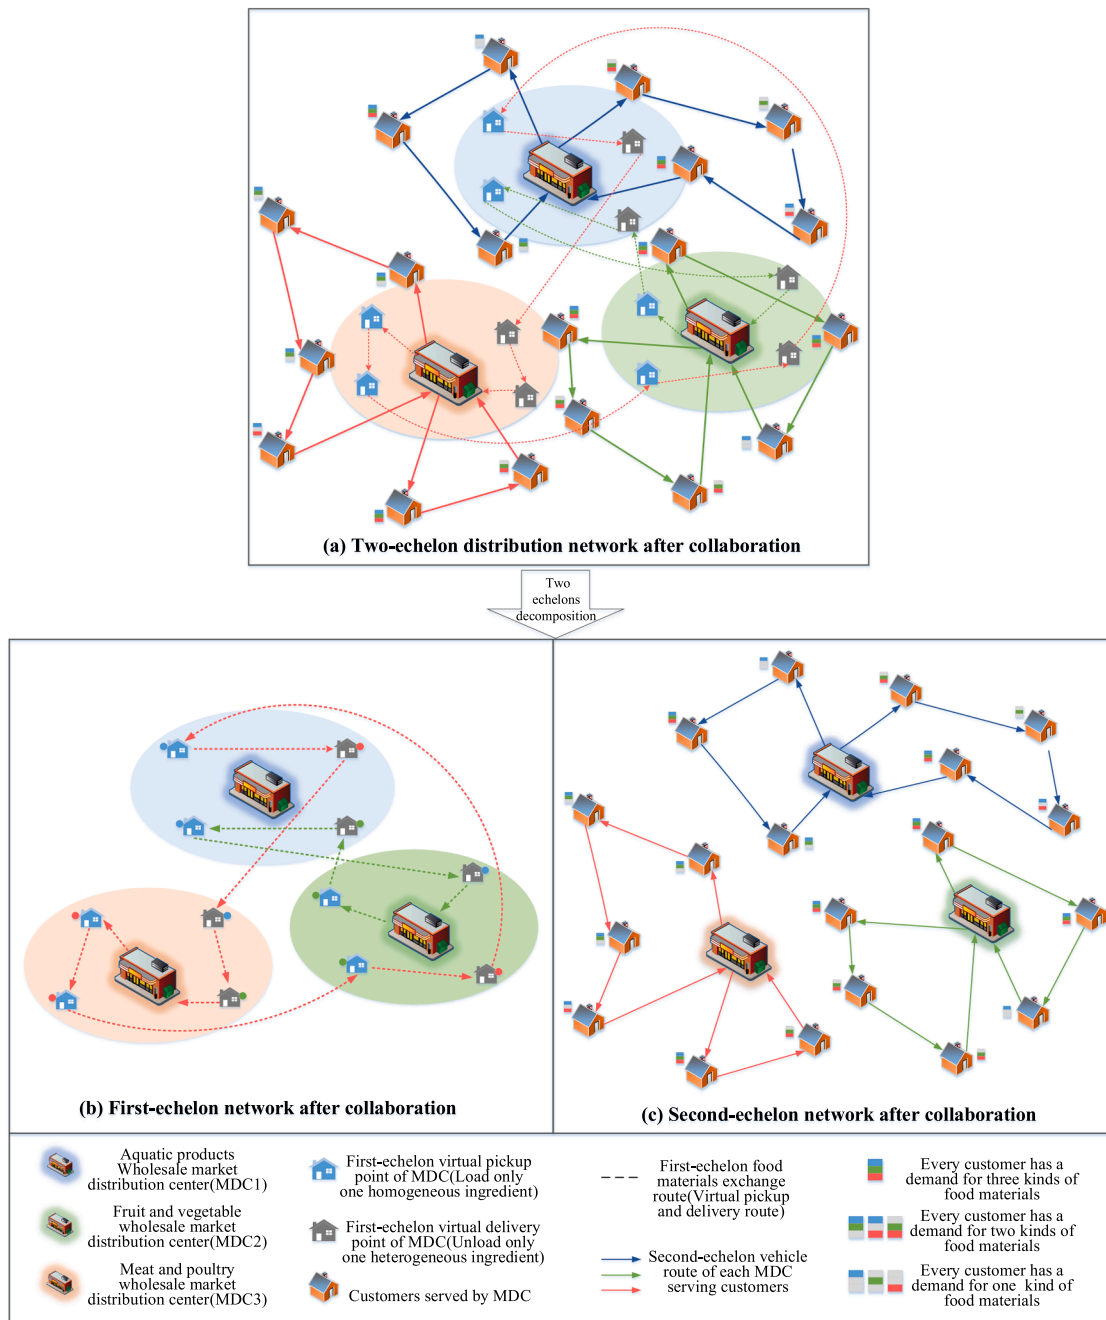 (a) Two-echelon distribution network after collaboration
Two
echelons
decomposition
(b) First-echelon network after collaboration
(c) Second-echelon network after collaboration
Aquatic products
Wholesale market
distribution center(MDC1)
Fruit and vegetable
wholesale market
distribution center(MDC2)
Meat and poultry
wholesale market
distribution center(MDC3)
First-echelon virtual pickup
point of MDC(Load only
one homogeneous ingredient)
First-echelon virtual delivery
point of MDC(Unload only
one heterogeneous ingredient)
Customers served by MDC
First-echelon food
materials exchange
route(Virtual pickup
and delivery route)
Second-echelon vehicle
route of each MDC
serving customers
Every customer has a
demand for three kinds of
food materials
Every customer has a
demand for two kinds of
food materials
Every customer has a
demand for one kind of
food materials